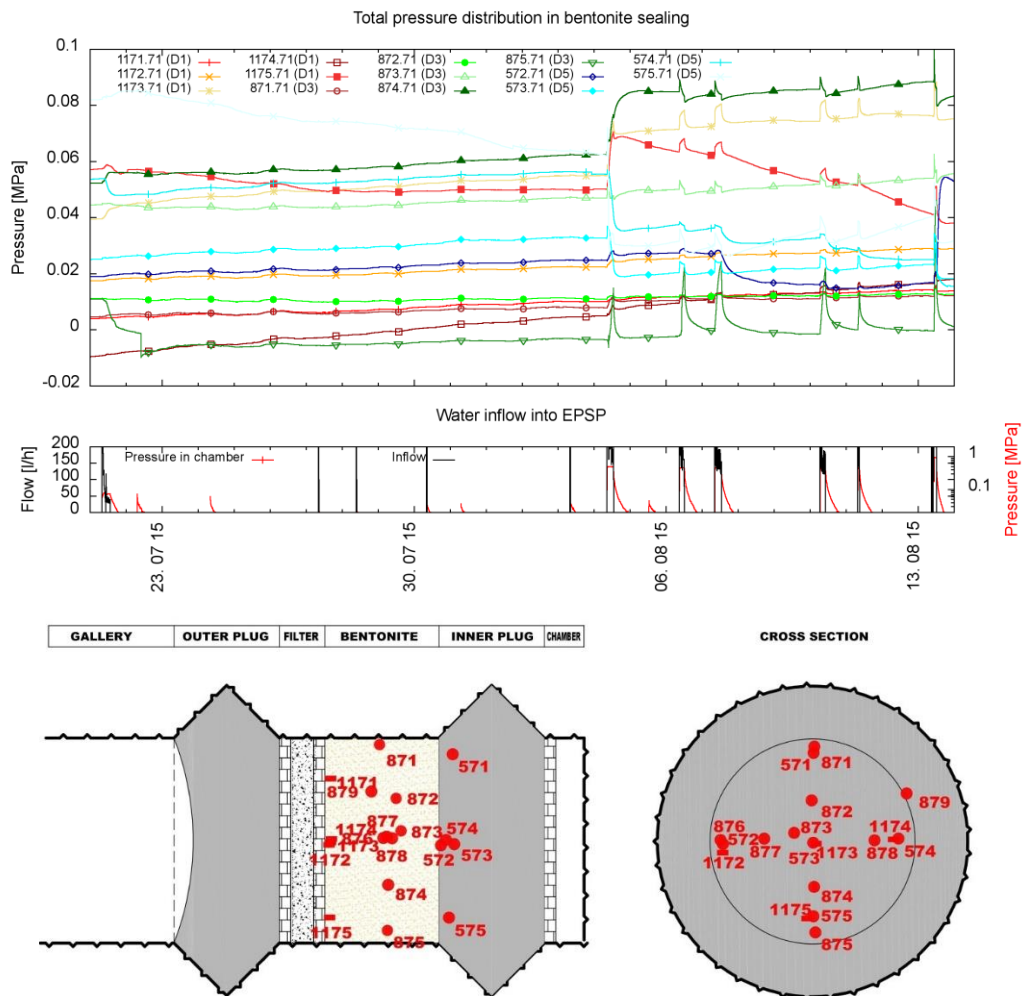 Total pressure distribution in bentonite sealing
0.1
0.08
0.06
0.04
0.02
0
-0.02
Pressure [MPa]
1171.71 (D1)
1172.71 (D1)
1173.71 (D1)
1174.71(D1)
1175.71 (D1)
871.71 (D3)
872.71 (D3)
873.71 (D3)
874.71 (D3)
875.71 (D3)
572.71 (D5)
573.71 (D5)
574.71 (D5)
575.71 (D5)
Water inflow into EPSP
200
150
100
50
0
Flow [l/h]
Pressure in chamber
Inflow
1
0.1
Pressure [MPa]
23. 07 15
30. 07 15
06. 08 15
13. 08 15
GALLERY OUTER PLUG FILTER BENTONITE INNER PLUG CHAMBER
871
571
1171
879
872
877
1174
873
574
876
1173
1172
878
572
573
874
1175
575
875
CROSS SECTION
571
871
879
872
876
873
1174
572
877
573
1173
878
574
1172
874
1175
575
875